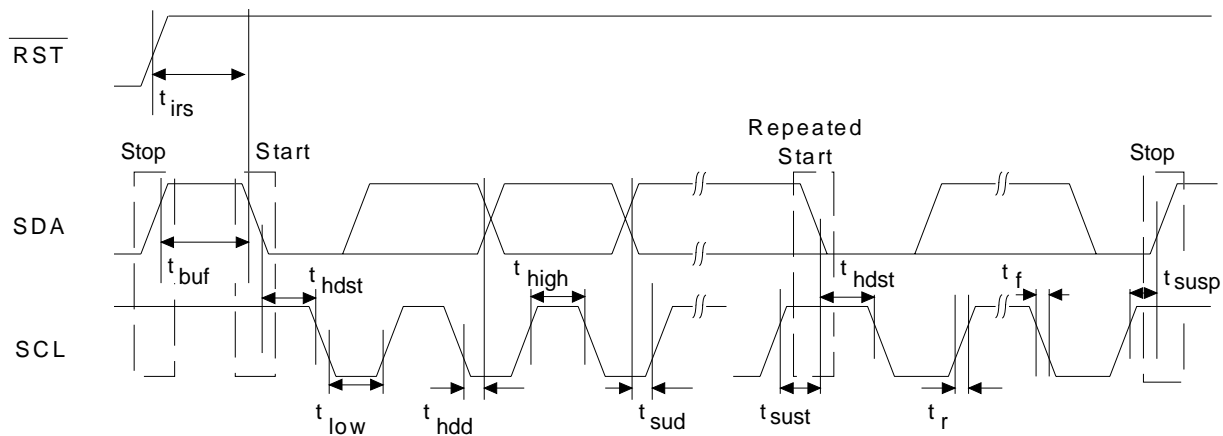 RST
t irs
Repeated
Stop Start Start Stop
SDA
t buf t hdst t high t hdst t f t susp
SCL
t low t hdd t sud t sust t r